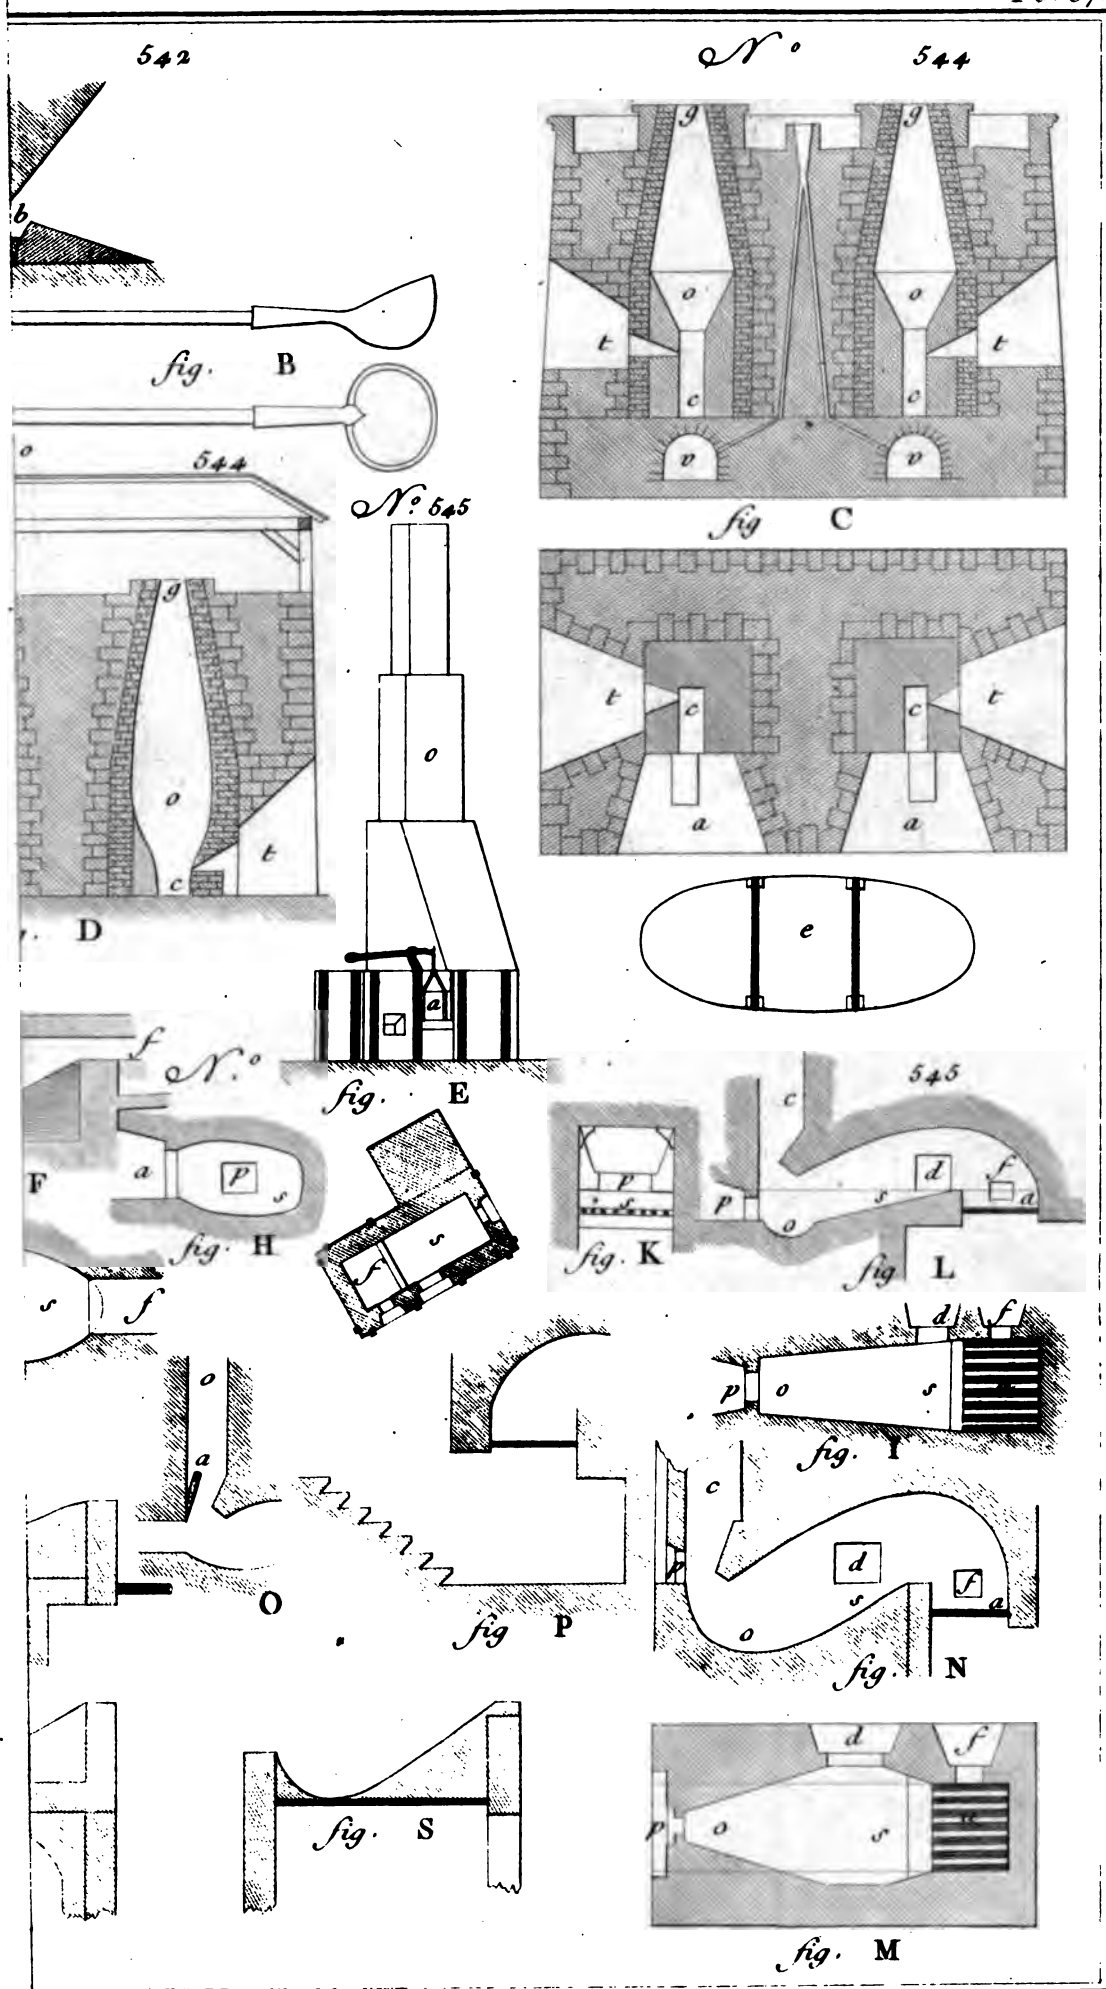 542
N.º 544
g g
b
o o
t t
c c
v v
fig. B
fig C
o
544
N.º 545
g
t t
c c
o
o
a a
t
c
D
e
a
f
N.º
fig. E
545
c
F
a
p
s
fig. H
s
f
p
s
fig. K
p
d
f
s
a
o
fig L
s f
d f
o
p o s
fig. I
a
c
p
d
f
s
a
o
O
fig P
fig. N
d f
p o s
fig. S
fig. M